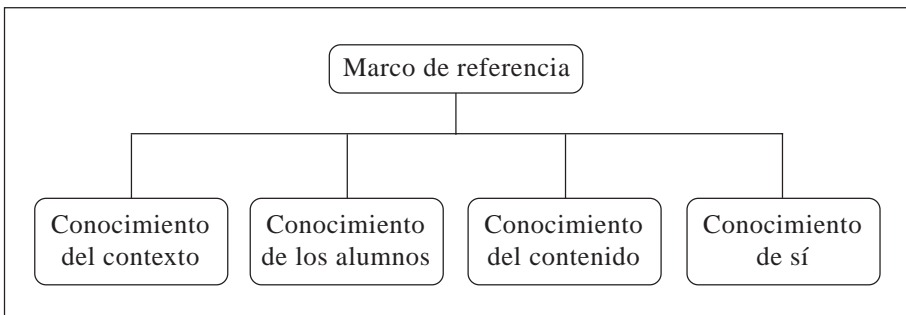 Marco de referencia
Conocimiento
del contexto
Conocimiento
de los alumnos
Conocimiento
del contenido
Conocimiento
de sí